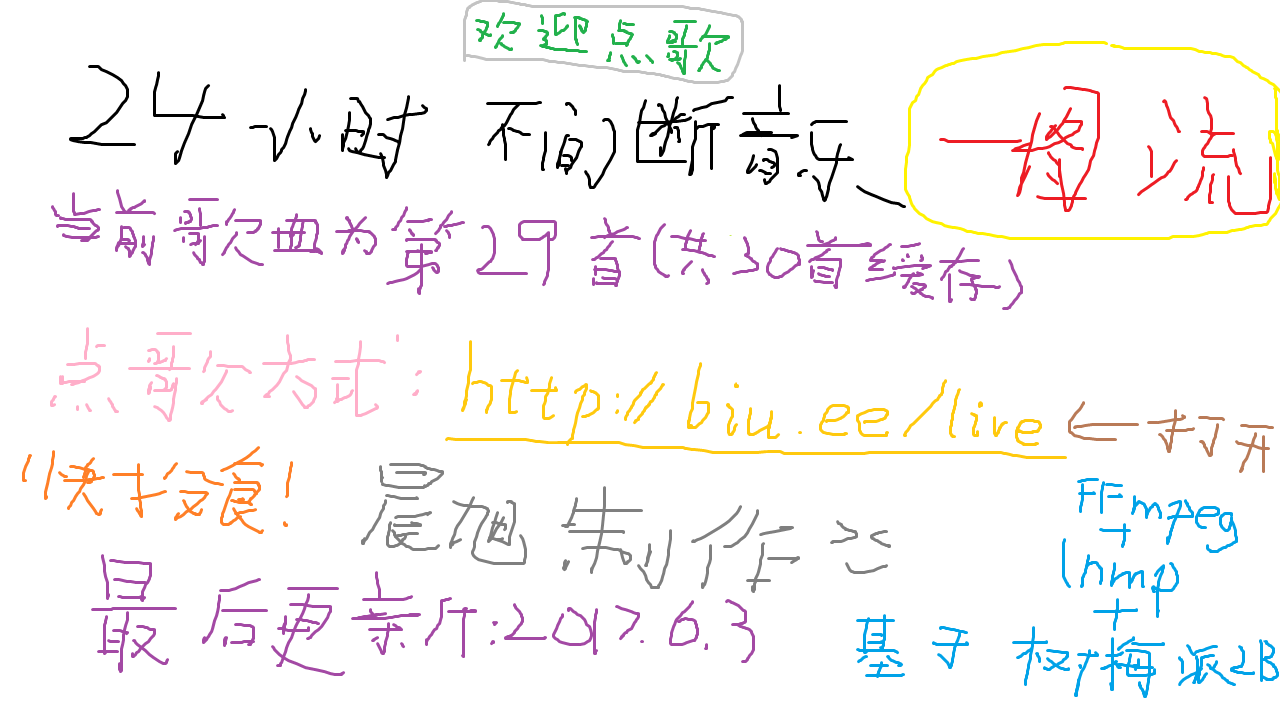 欢迎点歌
24小时 不间断音乐、
一图流
当前歌曲为第29首(共30首缓存)
点歌方式: http://biu.ee/live ←打开
快投食!
晨旭制作
FFmpeg
+
lnmp
+
最后更新:2017.6.3
基于 树梅派2B